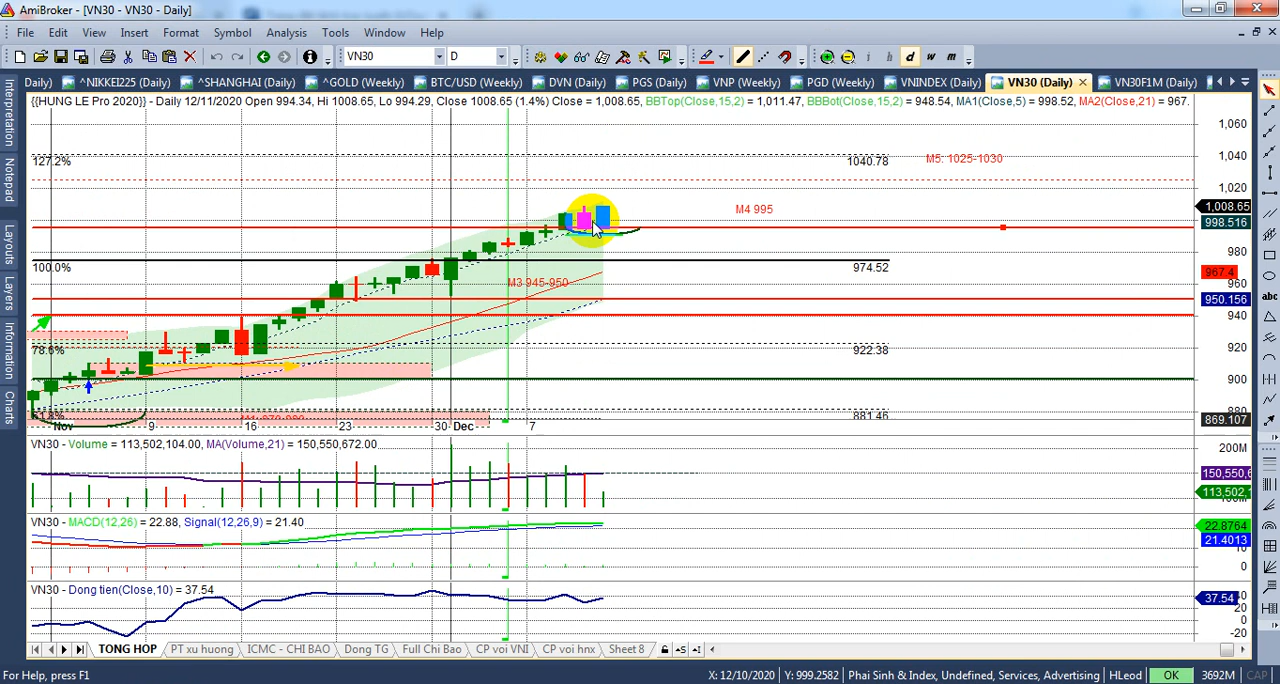 AmiBroker - [VN30 - VN30 - Daily]
File Edit View Insert Format Symbol Analysis Tools Window Help
VN30 D i h d w m
Daily) ^NIKKEI225 (Daily) ^SHANGHAI (Daily) ^GOLD (Weekly) BTC/USD (Weekly) DVN (Daily) PGS (Daily) VNP (Weekly) PGD (Weekly) VNINDEX (Daily) VN30 (Daily) VN30F1M (Daily)
{{HUNG LE Pro 2020}} - Daily 12/11/2020 Open 994.34, Hi 1008.65, Lo 994.29, Close 1008.65 (1.4%) Close = 1,008.65, BBTop(Close,15,2) = 1,011.47, BBBot(Close,15,2) = 948.54, MA1(Close,5) = 998.52, MA2(Close,21) = 967.
Interpretation
Notepad
Layouts
Layers
Information
Charts
abc
1,060
127.2% 1040.78 M5: 1025-1030 1,040
1,020
M4 995 1,008.65
998.516
980
100.0% 974.52 967.4
M3 945-950 960
950.156
940
78.6% 922.38 920
900
61.8% 881.46 880
869.107
Nov 9 16 23 30 Dec 7
VN30 - Volume = 113,502,104.00, MA(Volume,21) = 150,550,672.00 200M
150,550,6
113,502,1
VN30 - MACD(12,26) = 22.88, Signal(12,26,9) = 21.40 22.8764
21.4013
10
0
VN30 - Dong tien(Close,10) = 37.54 37.54
40
20
0
-20
TONG HOP PT xu huong ICMC - CHI BAO Dong TG Full Chi Bao CP voi VNI CP voi hnx Sheet 8
For Help, press F1 X: 12/10/2020 Y: 999.2582 Phai Sinh & Index, Undefined, Services, Advertising HLeod OK 3692M CAP